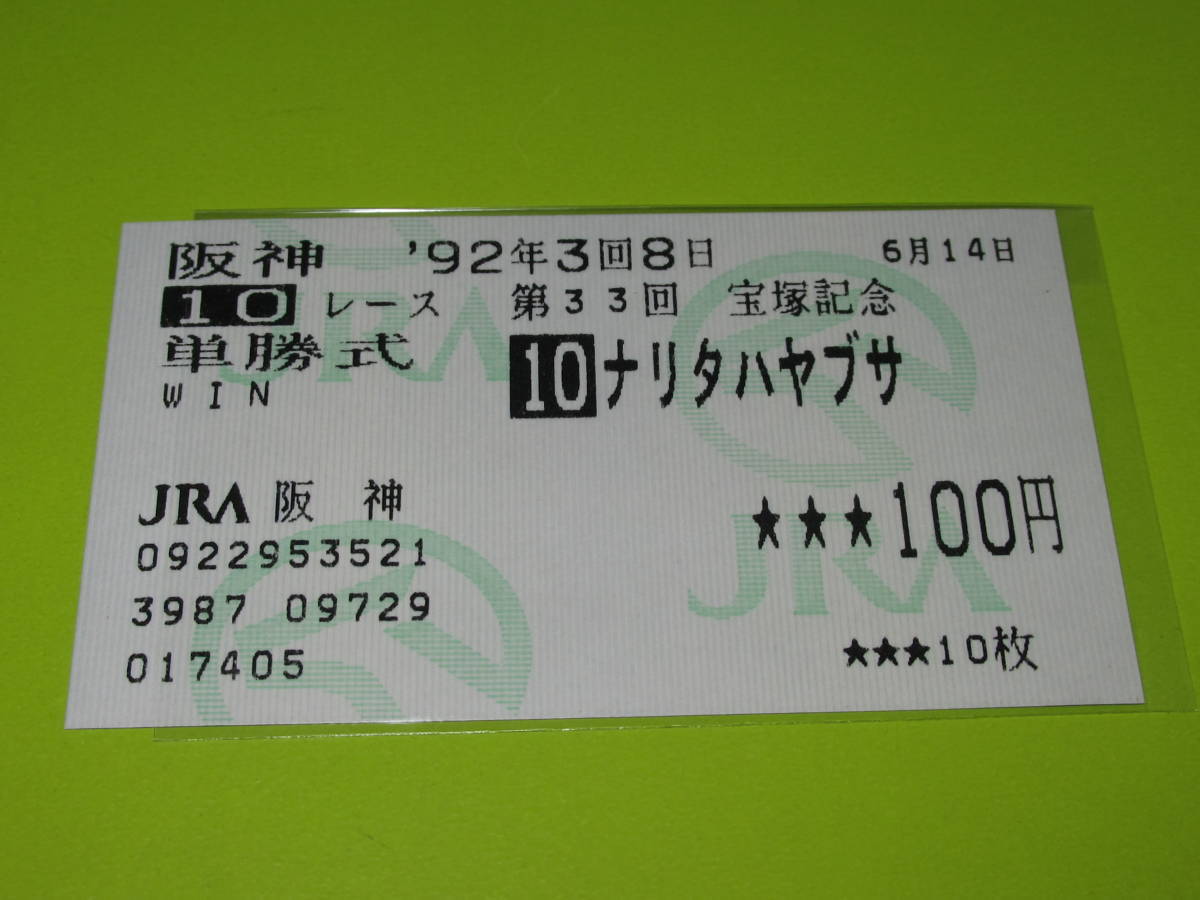 阪神 '92年3回8日 6月14日
10 レース 第33回 宝塚記念
単勝式 10 ナリタハヤブサ
WIN
JRA 阪 神 ★★★100円
0922953521
3987 09729
017405 ★★★10枚
JRA
JRA